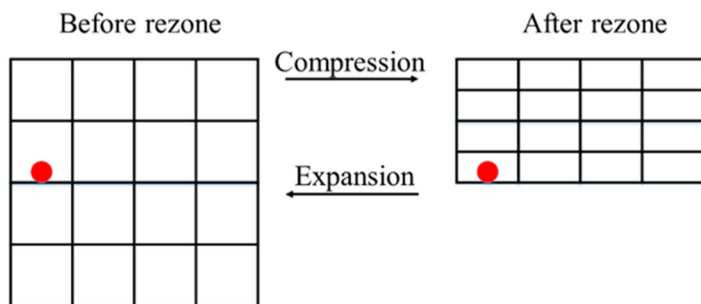 Before rezone
After rezone
Compression
Expansion